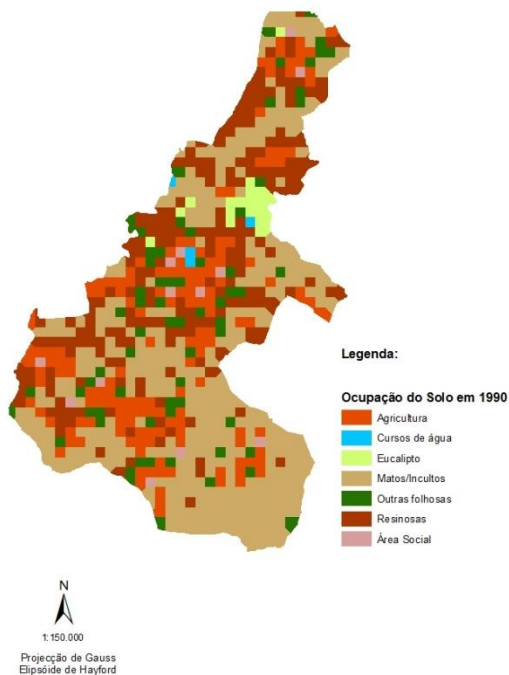 Legenda:
Ocupação do Solo em 1990
Agricultura
Cursos de água
Eucalipto
Matos/Incultos
Outras folhosas
Resinosas
Área Social
N
1:150.000
Projecção de Gauss
Elipsóide de Hayford